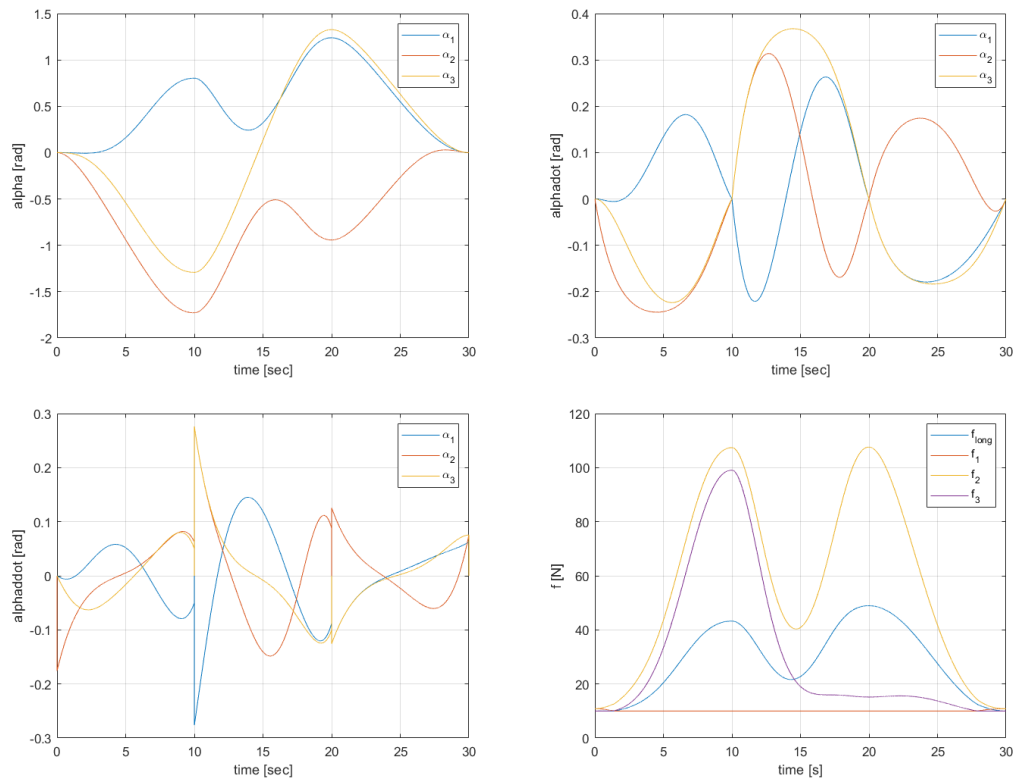 1.5
1
0.5
0
-0.5
-1
-1.5
-2
alpha [rad]
0 5 10 15 20 25 30
time [sec]
α1
α2
α3
0.4
0.3
0.2
0.1
0
-0.1
-0.2
-0.3
alphadot [rad]
0 5 10 15 20 25 30
time [sec]
α1
α2
α3
0.3
0.2
0.1
0
-0.1
-0.2
-0.3
alphaddot [rad]
0 5 10 15 20 25 30
time [sec]
α1
α2
α3
120
100
80
60
40
20
0
f [N]
0 5 10 15 20 25 30
time [s]
flong
f1
f2
f3